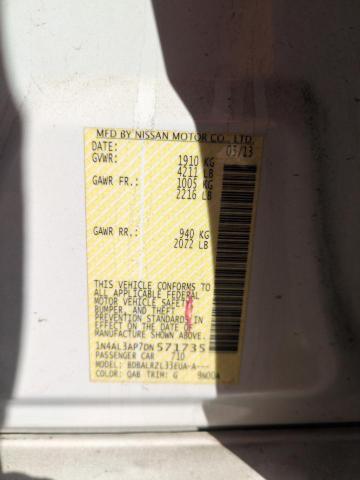 MFD BY NISSAN MOTOR CO., LTD.
DATE: 03/13
GVWR: 1910 KG
4211 LB
GAWR FR.: 1005 KG
2216 LB
GAWR RR.: 940 KG
2072 LB
THIS VEHICLE CONFORMS TO
ALL APPLICABLE FEDERAL
MOTOR VEHICLE SAFETY,
BUMPER, AND THEFT
PREVENTION STANDARDS IN
EFFECT ON THE DATE OF
MANUFACTURE SHOWN ABOVE.
1N4AL3AP7DN 571735
PASSENGER CAR 710
MODEL: BDBALRZL33EUA-A---
COLOR: QAB TRIM: G